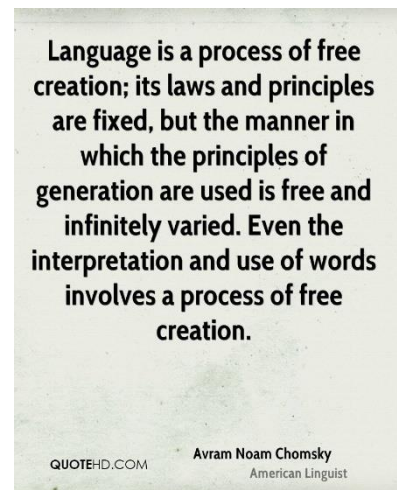 Language is a process of free
creation; its laws and principles
are fixed, but the manner in
which the principles of
generation are used is free and
infinitely varied. Even the
interpretation and use of words
involves a process of free
creation.
Avram Noam Chomsky
QUOTEHD.COM
American Linguist